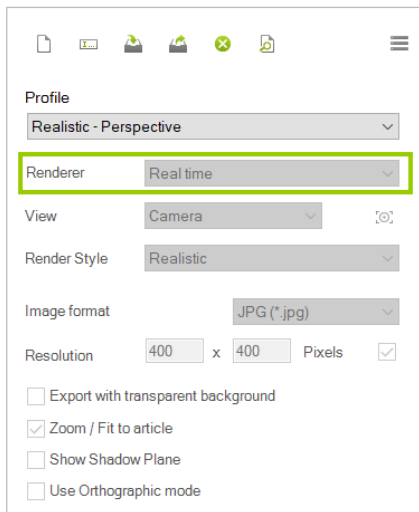 I...
Profile
Realistic - Perspective
Renderer Real time
View Camera
Render Style Realistic
Image format JPG (*.jpg)
Resolution 400 x 400 Pixels
Export with transparent background
Zoom / Fit to article
Show Shadow Plane
Use Orthographic mode